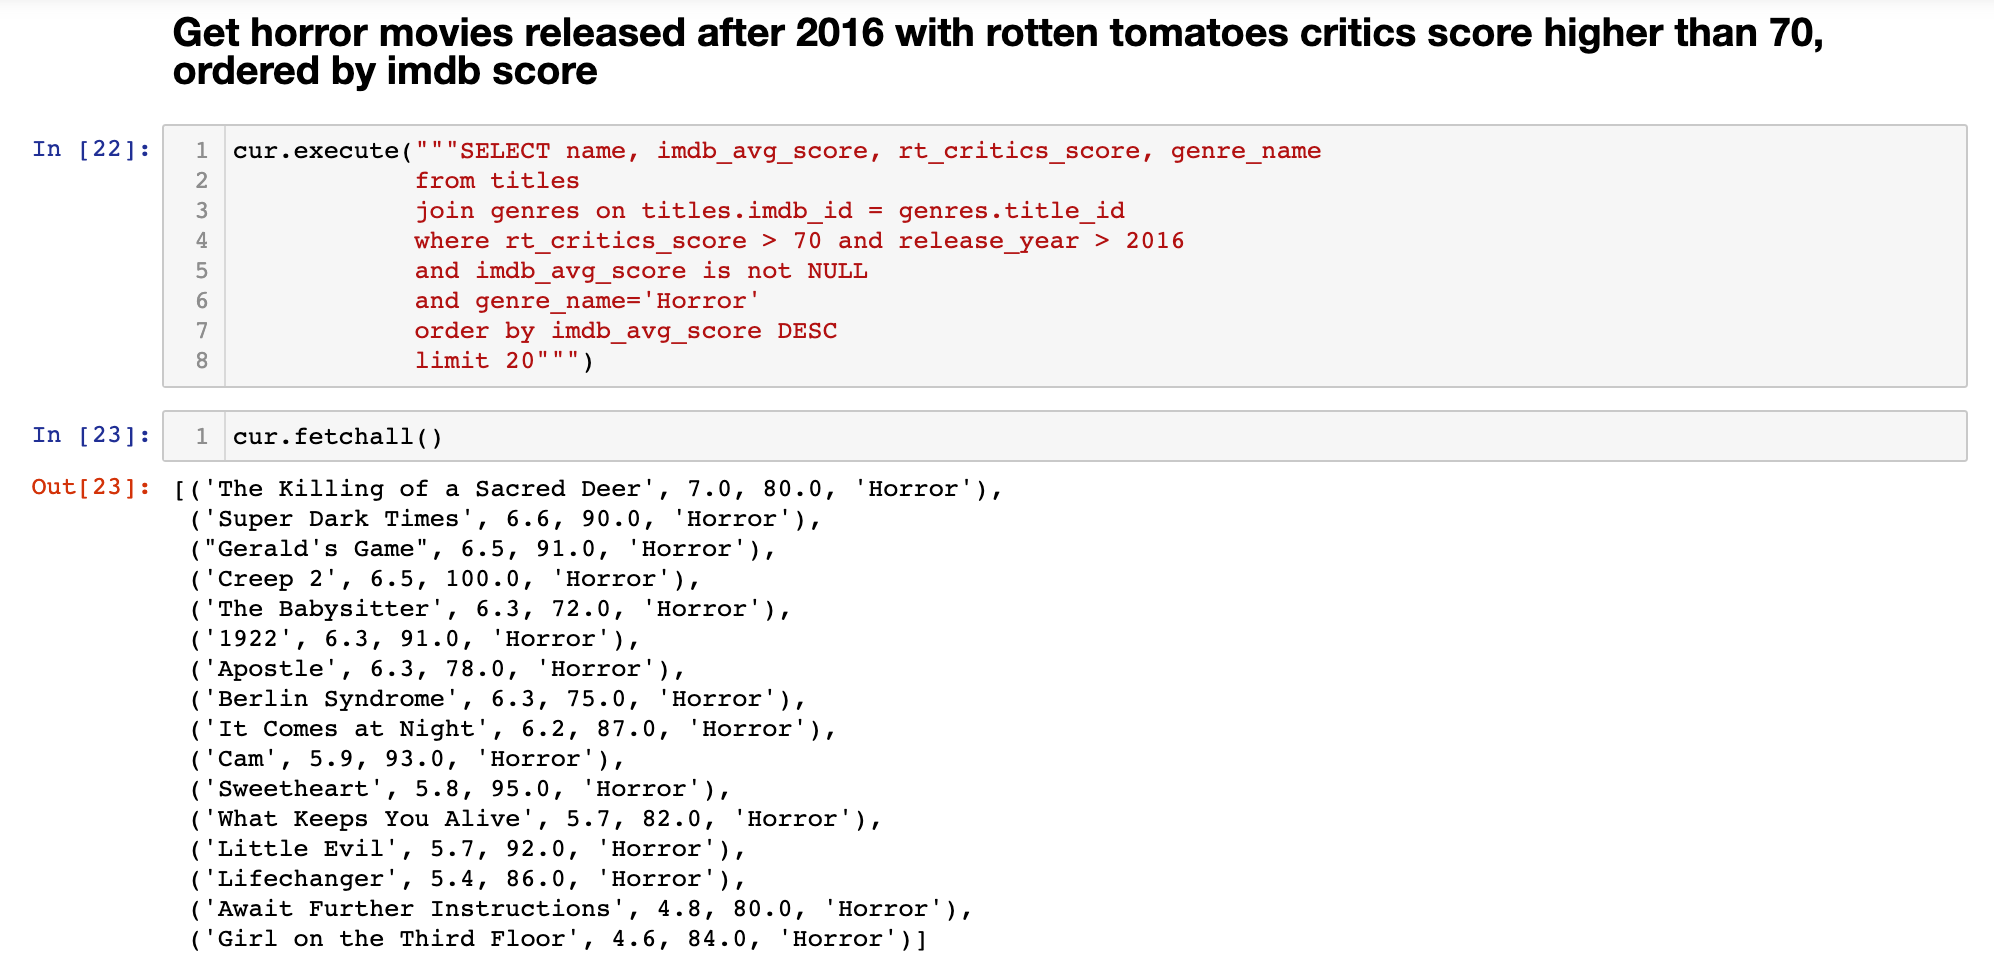 Get horror movies released after 2016 with rotten tomatoes critics score higher than 70,
ordered by imdb score
In [22]:
1 cur.execute("""SELECT name, imdb_avg_score, rt_critics_score, genre_name
2 from titles
3 join genres on titles.imdb_id = genres.title_id
4 where rt_critics_score > 70 and release_year > 2016
5 and imdb_avg_score is not NULL
6 and genre_name='Horror'
7 order by imdb_avg_score DESC
8 limit 20""")
In [23]:
1 cur.fetchall()
Out[23]: [('The Killing of a Sacred Deer', 7.0, 80.0, 'Horror'),
('Super Dark Times', 6.6, 90.0, 'Horror'),
("Gerald's Game", 6.5, 91.0, 'Horror'),
('Creep 2', 6.5, 100.0, 'Horror'),
('The Babysitter', 6.3, 72.0, 'Horror'),
('1922', 6.3, 91.0, 'Horror'),
('Apostle', 6.3, 78.0, 'Horror'),
('Berlin Syndrome', 6.3, 75.0, 'Horror'),
('It Comes at Night', 6.2, 87.0, 'Horror'),
('Cam', 5.9, 93.0, 'Horror'),
('Sweetheart', 5.8, 95.0, 'Horror'),
('What Keeps You Alive', 5.7, 82.0, 'Horror'),
('Little Evil', 5.7, 92.0, 'Horror'),
('Lifechanger', 5.4, 86.0, 'Horror'),
('Await Further Instructions', 4.8, 80.0, 'Horror'),
('Girl on the Third Floor', 4.6, 84.0, 'Horror')]